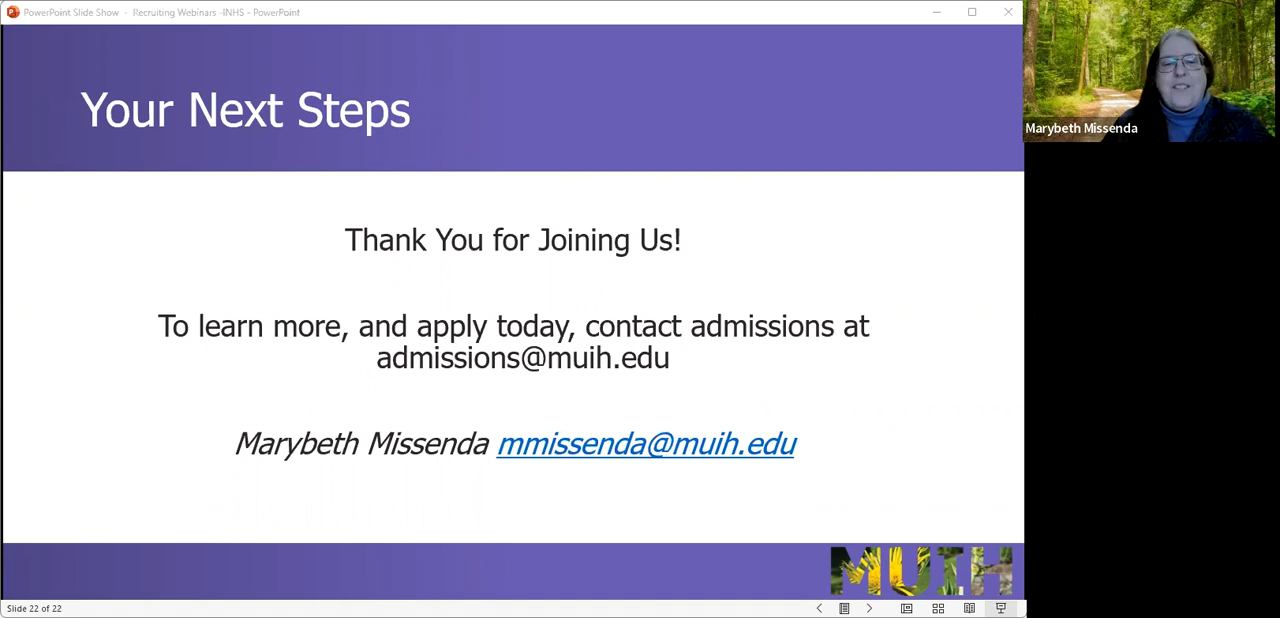 PowerPoint Slide Show - Recruiting Webinars -INHS - PowerPoint
Your Next Steps
Marybeth Missenda
Thank You for Joining Us!
To learn more, and apply today, contact admissions at
admissions@muih.edu
Marybeth Missenda mmissenda@muih.edu
MUIH
Slide 22 of 22